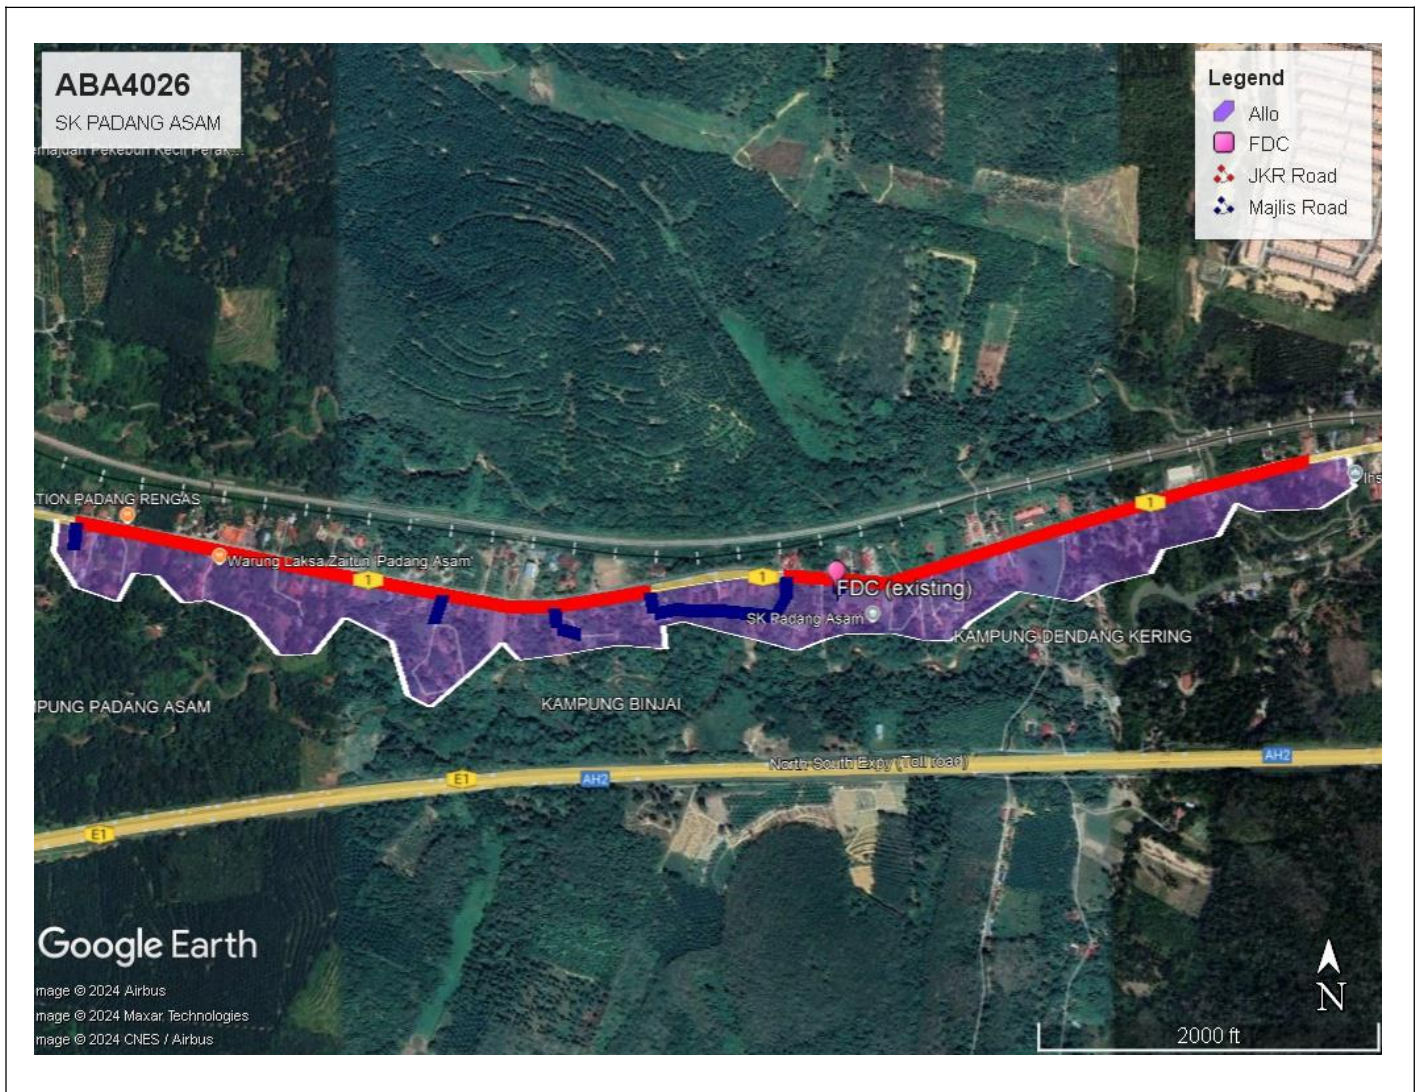 ABA4026
SK PADANG ASAM
Legend
Allo
FDC
JKR Road
Majlis Road
PADANG RENGAS
1
Warung Laksa Zaitun Padang Asam
1
1
FDC (existing)
SK Padang Asam
KAMPUNG DENDANG KERING
PADANG ASAM
KAMPUNG BINJAI
North South Expy (Toll road)
AH2
E1
AH2
E1
Google Earth
mage © 2024 Airbus
mage © 2024 Maxar Technologies
mage © 2024 CNES / Airbus
N
2000 ft